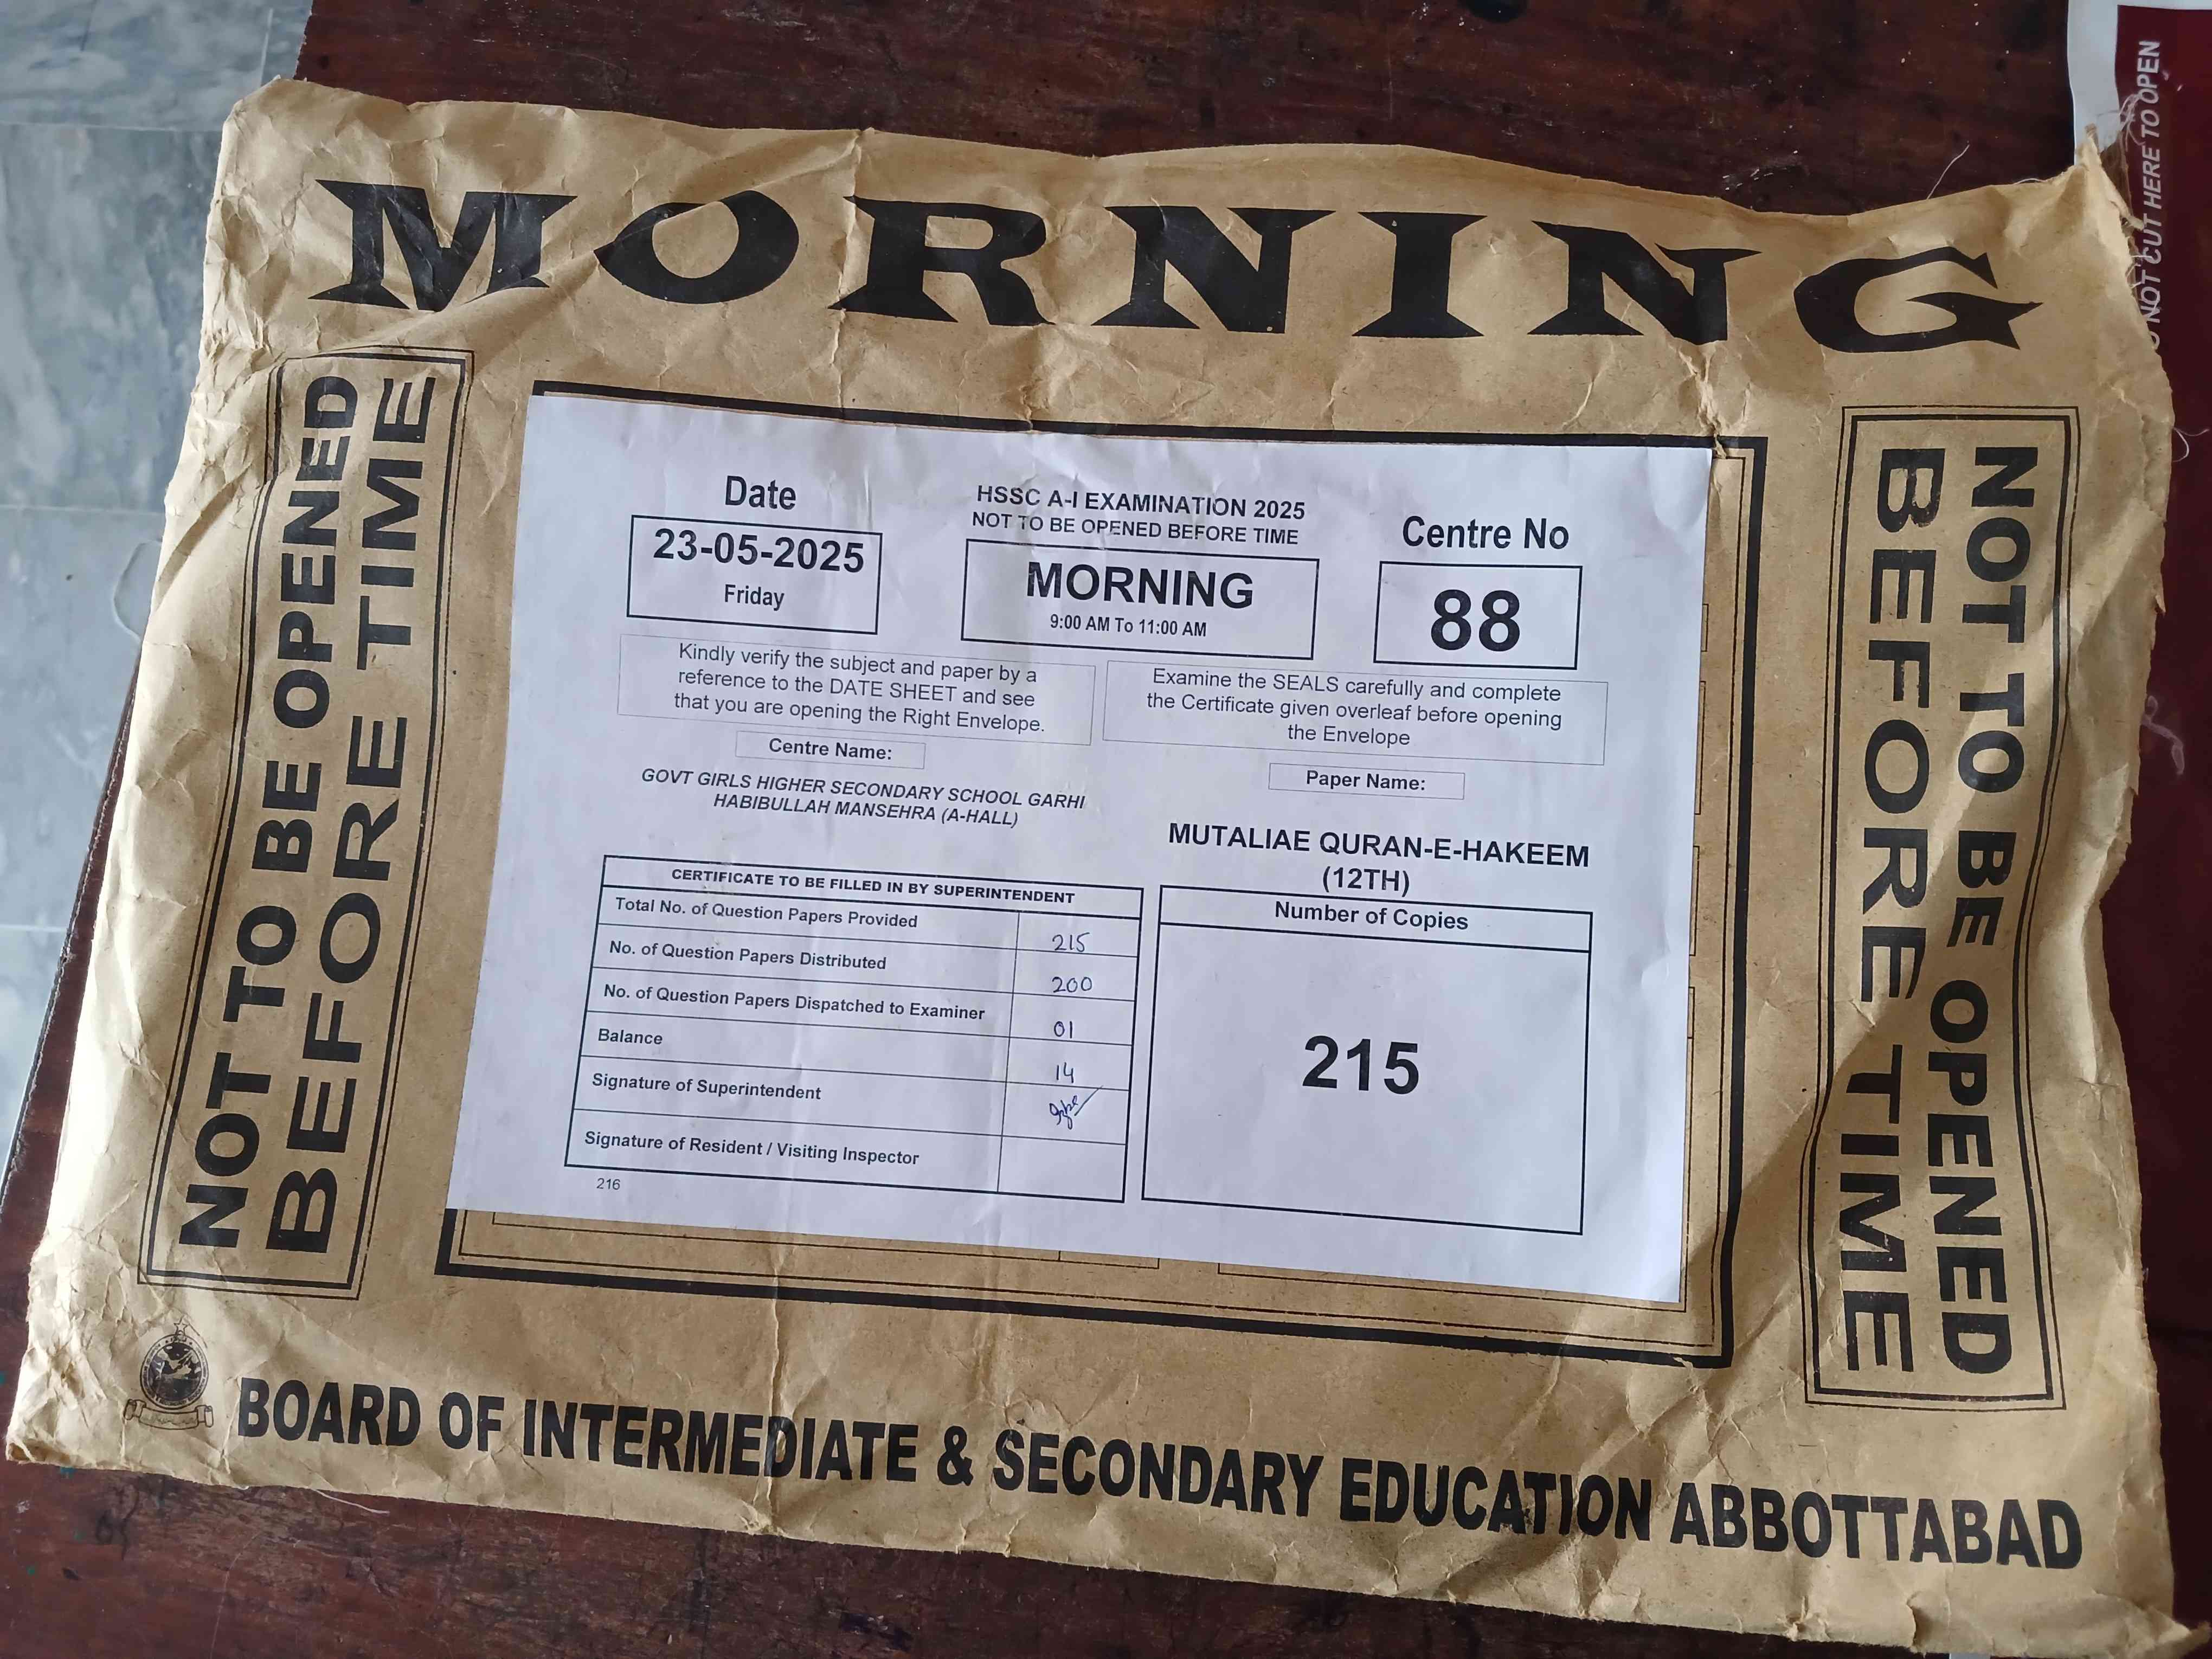 MORNING
NOT TO BE OPENED
BEFORE TIME
Date
23-05-2025
Friday
HSSC A-I EXAMINATION 2025
NOT TO BE OPENED BEFORE TIME
MORNING
9:00 AM To 11:00 AM
Centre No
88
Kindly verify the subject and paper by a
reference to the DATE SHEET and see
that you are opening the Right Envelope.
Examine the SEALS carefully and complete
the Certificate given overleaf before opening
the Envelope
Centre Name:
GOVT GIRLS HIGHER SECONDARY SCHOOL GARHI
HABIBULLAH MANSEHRA (A-HALL)
Paper Name:
MUTALIAE QURAN-E-HAKEEM
(12TH)
CERTIFICATE TO BE FILLED IN BY SUPERINTENDENT
Total No. of Question Papers Provided 215
No. of Question Papers Distributed 200
No. of Question Papers Dispatched to Examiner 01
Balance 14
Signature of Superintendent
Signature of Resident / Visiting Inspector
216
Number of Copies
215
NOT TO BE OPENED
BEFORE TIME
BOARD OF INTERMEDIATE & SECONDARY EDUCATION ABBOTTABAD
NOT CUT HERE TO OPEN